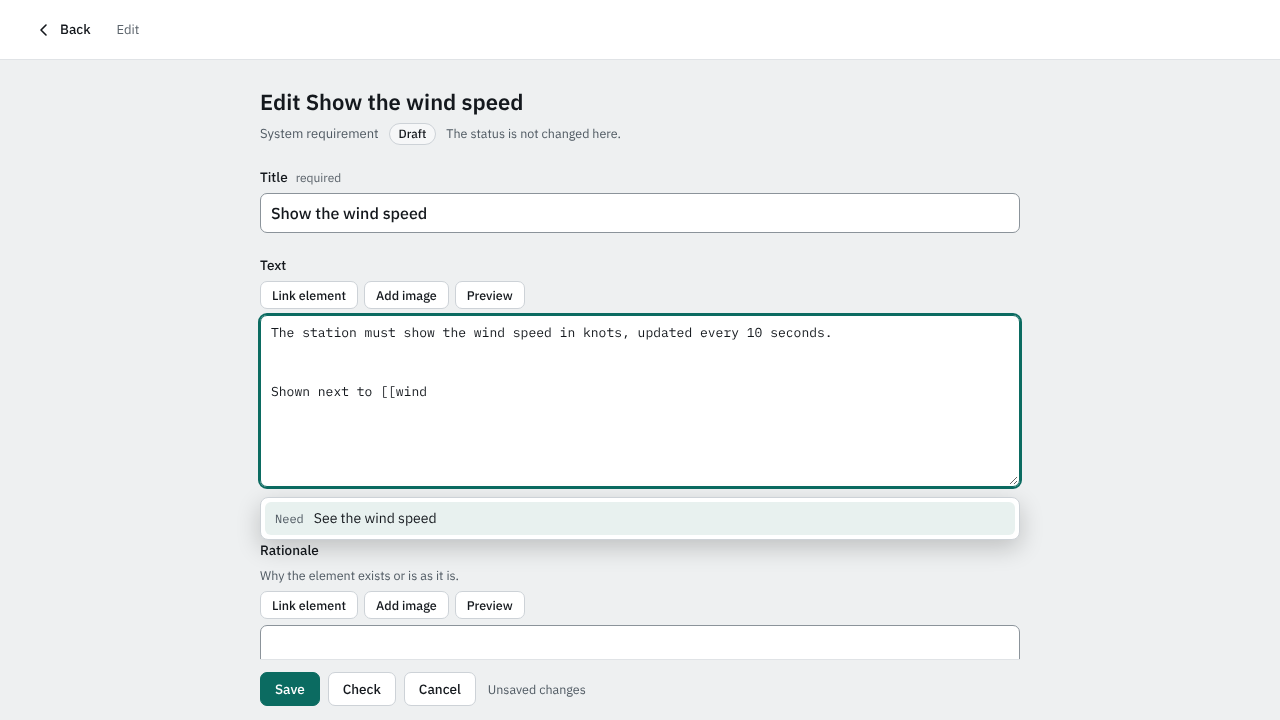 Back Edit
Edit Show the wind speed
System requirement Draft The status is not changed here.
Title required
Show the wind speed
Text
Link element Add image Preview
The station must show the wind speed in knots, updated every 10 seconds.
Shown next to [[wind
Need See the wind speed
Rationale
Why the element exists or is as it is.
Link element Add image Preview
Save Check Cancel Unsaved changes